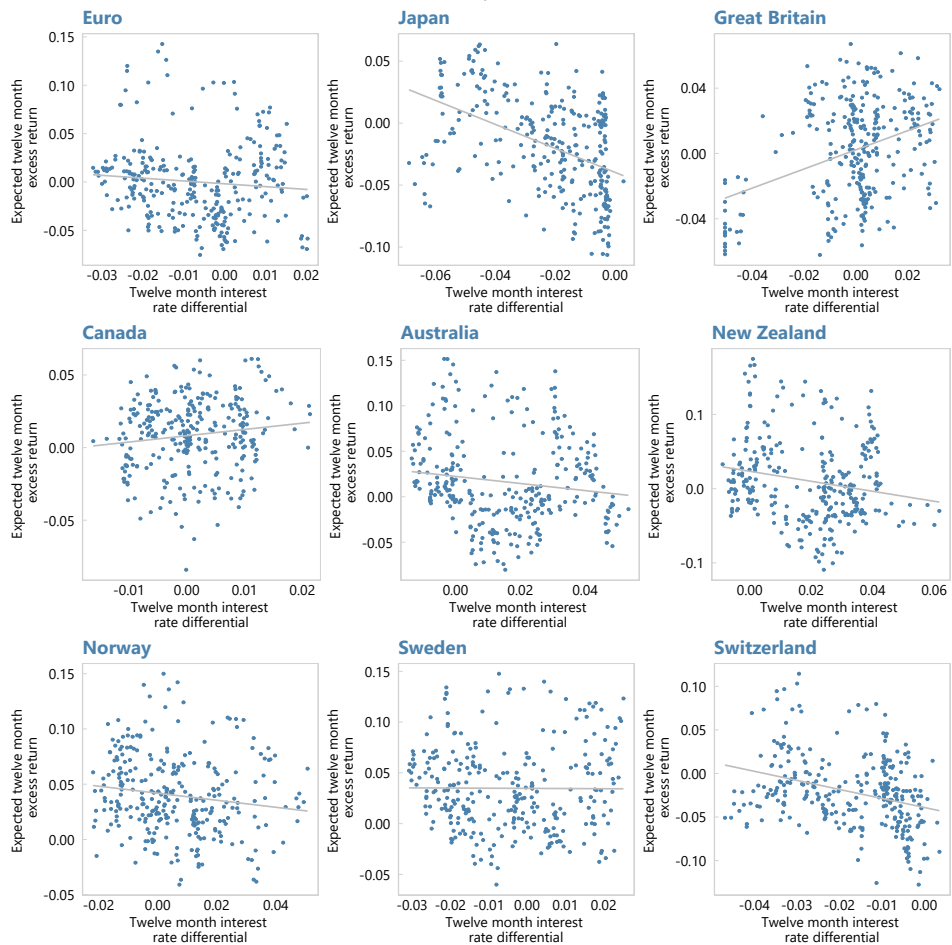 Euro
Japan
Great Britain
0.15
0.10
0.05
0.00
-0.05
Expected twelve month
excess return
-0.03 -0.02 -0.01 0.00 0.01 0.02
Twelve month interest
rate differential
0.05
0.00
-0.05
-0.10
Expected twelve month
excess return
-0.06 -0.04 -0.02 0.00
Twelve month interest
rate differential
0.04
0.00
-0.04
Expected twelve month
excess return
-0.04 -0.02 0.00 0.02
Twelve month interest
rate differential
Canada
Australia
New Zealand
0.05
0.00
-0.05
Expected twelve month
excess return
-0.01 0.00 0.01 0.02
Twelve month interest
rate differential
0.15
0.10
0.05
0.00
-0.05
Expected twelve month
excess return
0.00 0.02 0.04
Twelve month interest
rate differential
0.1
0.0
-0.1
Expected twelve month
excess return
0.00 0.02 0.04 0.06
Twelve month interest
rate differential
Norway
Sweden
Switzerland
0.15
0.10
0.05
0.00
-0.05
Expected twelve month
excess return
-0.02 0.00 0.02 0.04
Twelve month interest
rate differential
0.15
0.10
0.05
0.00
-0.05
Expected twelve month
excess return
-0.03 -0.02 -0.01 0.00 0.01 0.02
Twelve month interest
rate differential
0.10
0.05
0.00
-0.05
-0.10
Expected twelve month
excess return
-0.04 -0.03 -0.02 -0.01 0.00
Twelve month interest
rate differential